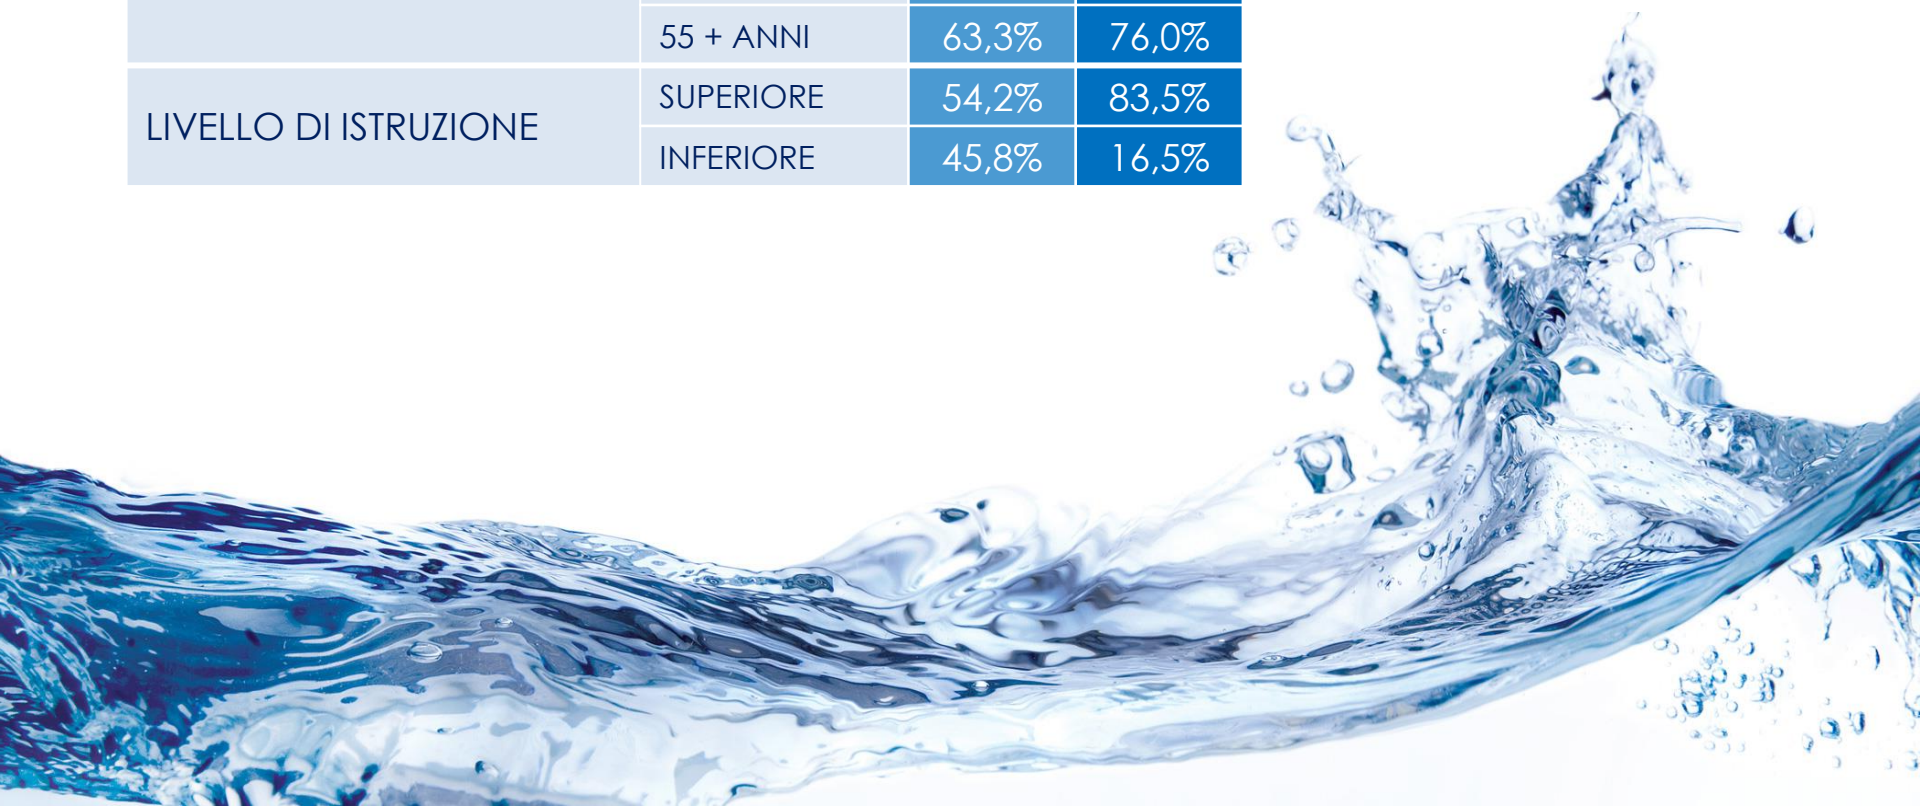 55 + ANNI 63,3% 76,0%
LIVELLO DI ISTRUZIONE
SUPERIORE 54,2% 83,5%
INFERIORE 45,8% 16,5%